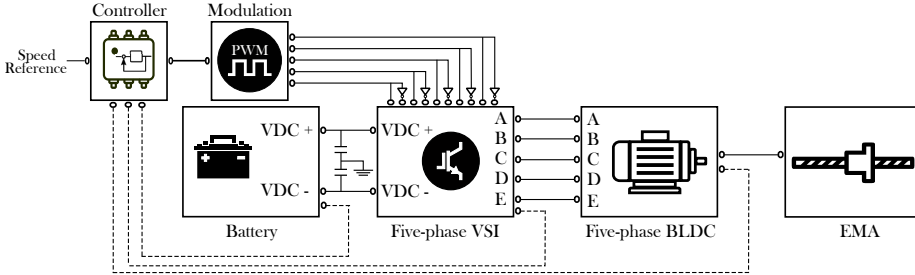 Controller
Modulation
Speed
Reference
PWM
VDC +
VDC -
Battery
VDC +
VDC -
A
B
C
D
E
Five-phase VSI
A
B
C
D
E
Five-phase BLDC
EMA